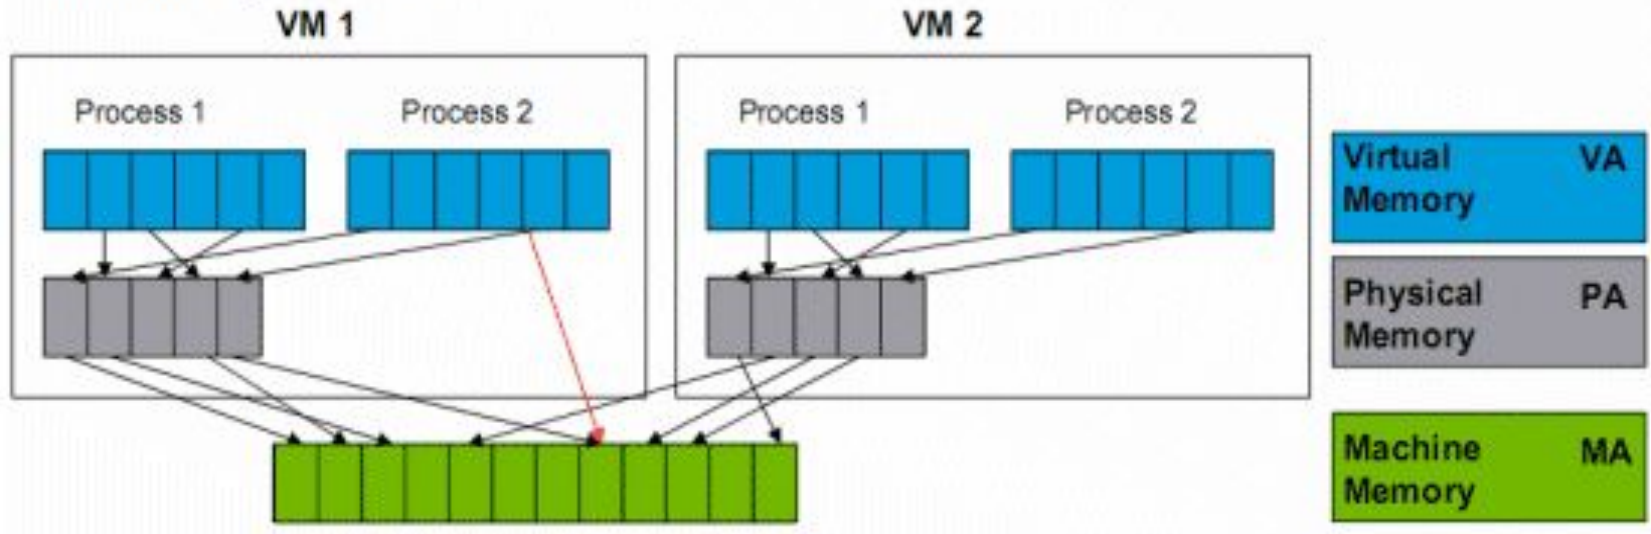 VM 1
VM 2
Process 1
Process 2
Process 1
Process 2
Virtual VA
Memory
Physical PA
Memory
Machine MA
Memory